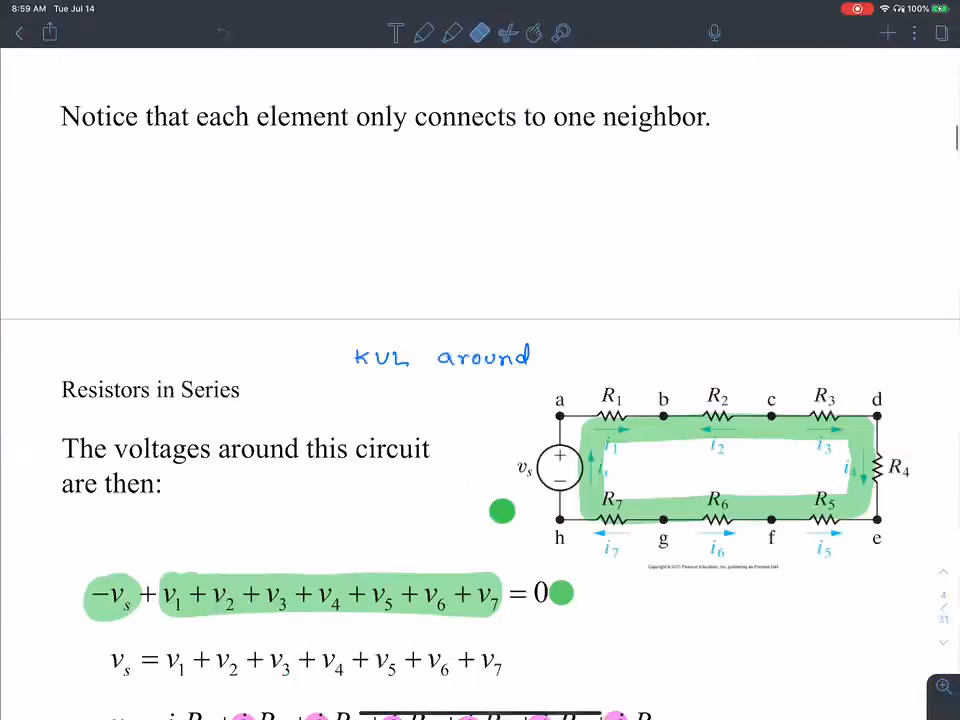 8:59 AM Tue Jul 14
100%
Notice that each element only connects to one neighbor.
KVL around
Resistors in Series
The voltages around this circuit
are then:
a R₁ b R₂ c R₃ d
i₁ i₂ i₃
vₛ + − iₛ i₄ R₄
R₇ R₆ R₅
h g f e
i₇ i₆ i₅
−vₛ + v₁ + v₂ + v₃ + v₄ + v₅ + v₆ + v₇ = 0
vₛ = v₁ + v₂ + v₃ + v₄ + v₅ + v₆ + v₇
4
/
31